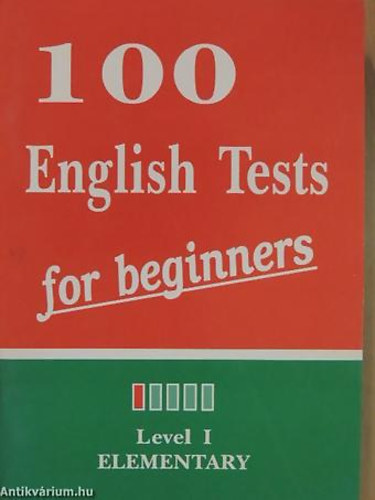 100
English Tests
for beginners
Level I
ELEMENTARY
Antikvárium.hu